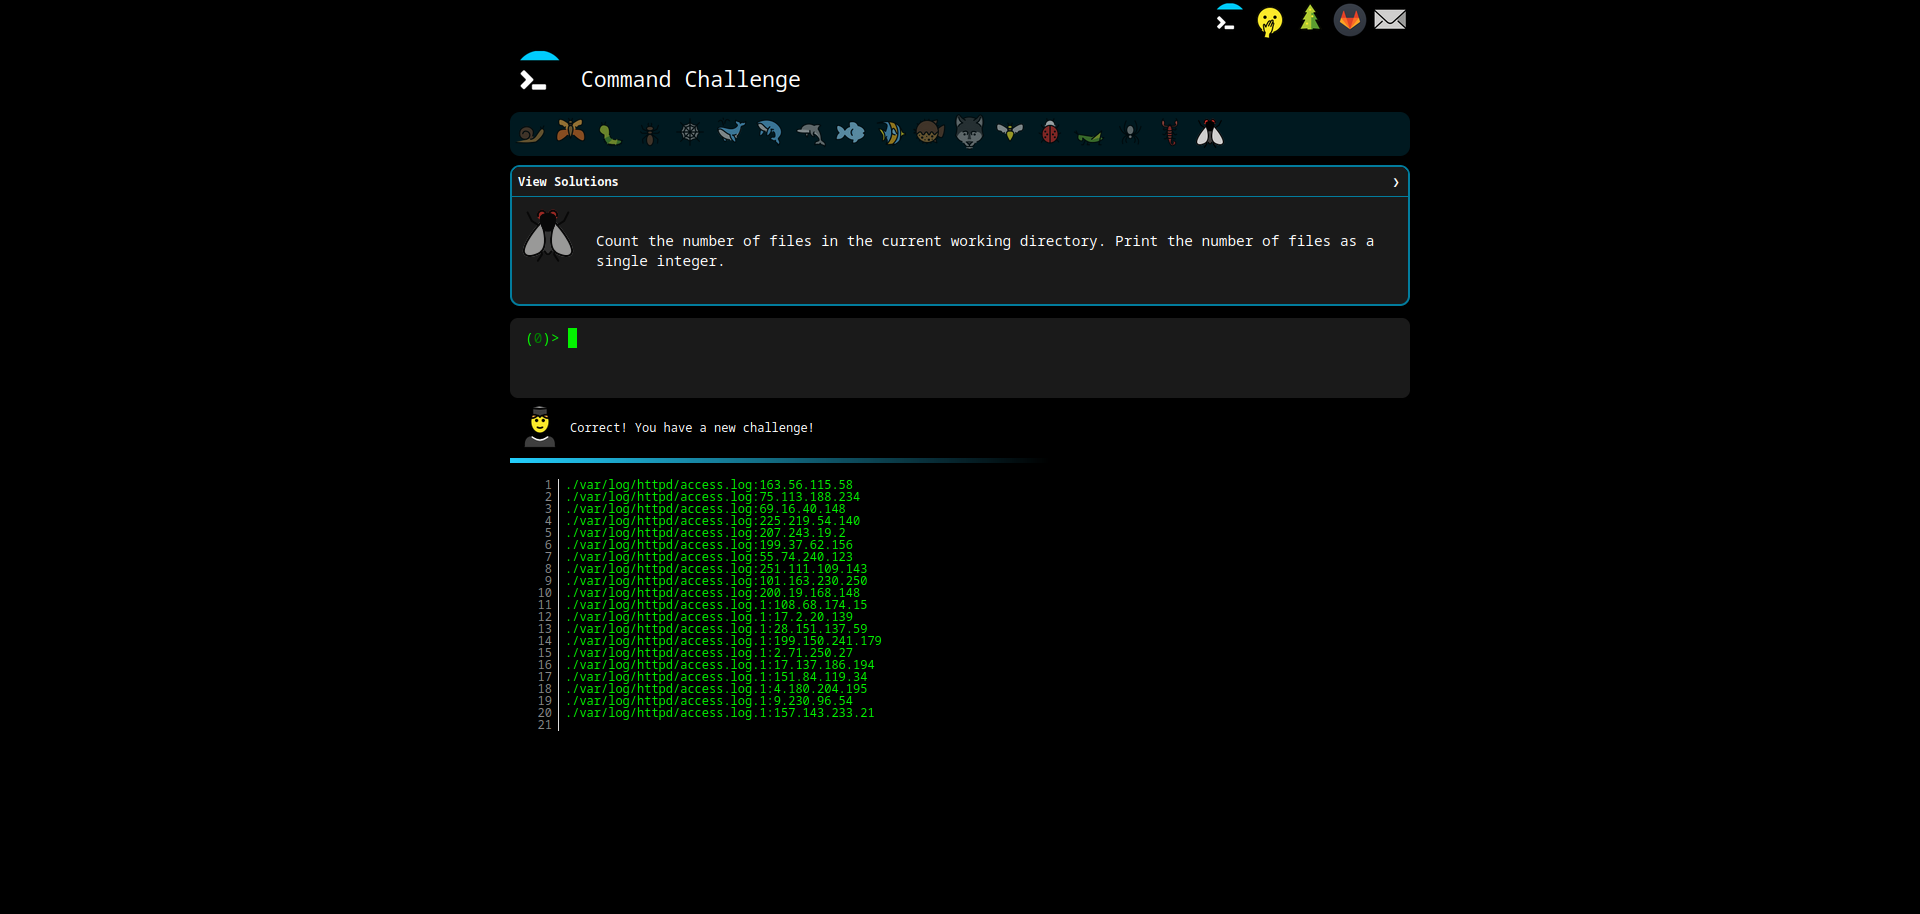 Command Challenge
View Solutions ❯
Count the number of files in the current working directory. Print the number of files as a
single integer.
(0)>
Correct! You have a new challenge!
1 ./var/log/httpd/access.log:163.56.115.58
2 ./var/log/httpd/access.log:75.113.188.234
3 ./var/log/httpd/access.log:69.16.40.148
4 ./var/log/httpd/access.log:225.219.54.140
5 ./var/log/httpd/access.log:207.243.19.2
6 ./var/log/httpd/access.log:199.37.62.156
7 ./var/log/httpd/access.log:55.74.240.123
8 ./var/log/httpd/access.log:251.111.109.143
9 ./var/log/httpd/access.log:101.163.230.250
10 ./var/log/httpd/access.log:200.19.168.148
11 ./var/log/httpd/access.log.1:108.68.174.15
12 ./var/log/httpd/access.log.1:17.2.20.139
13 ./var/log/httpd/access.log.1:28.151.137.59
14 ./var/log/httpd/access.log.1:199.150.241.179
15 ./var/log/httpd/access.log.1:2.71.250.27
16 ./var/log/httpd/access.log.1:17.137.186.194
17 ./var/log/httpd/access.log.1:151.84.119.34
18 ./var/log/httpd/access.log.1:4.180.204.195
19 ./var/log/httpd/access.log.1:9.230.96.54
20 ./var/log/httpd/access.log.1:157.143.233.21
21